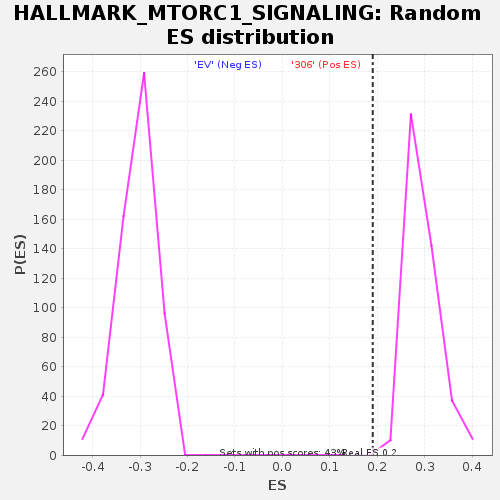 HALLMARK_MTORC1_SIGNALING: Random
ES distribution
'EV' (Neg ES) '306' (Pos ES)
260
240
220
200
180
160
140
120
100
80
60
40
20
0
P(ES)
Sets with pos scores: 43%
Real ES 0.2
-0.4 -0.3 -0.2 -0.1 0.0 0.1 0.2 0.3 0.4
ES